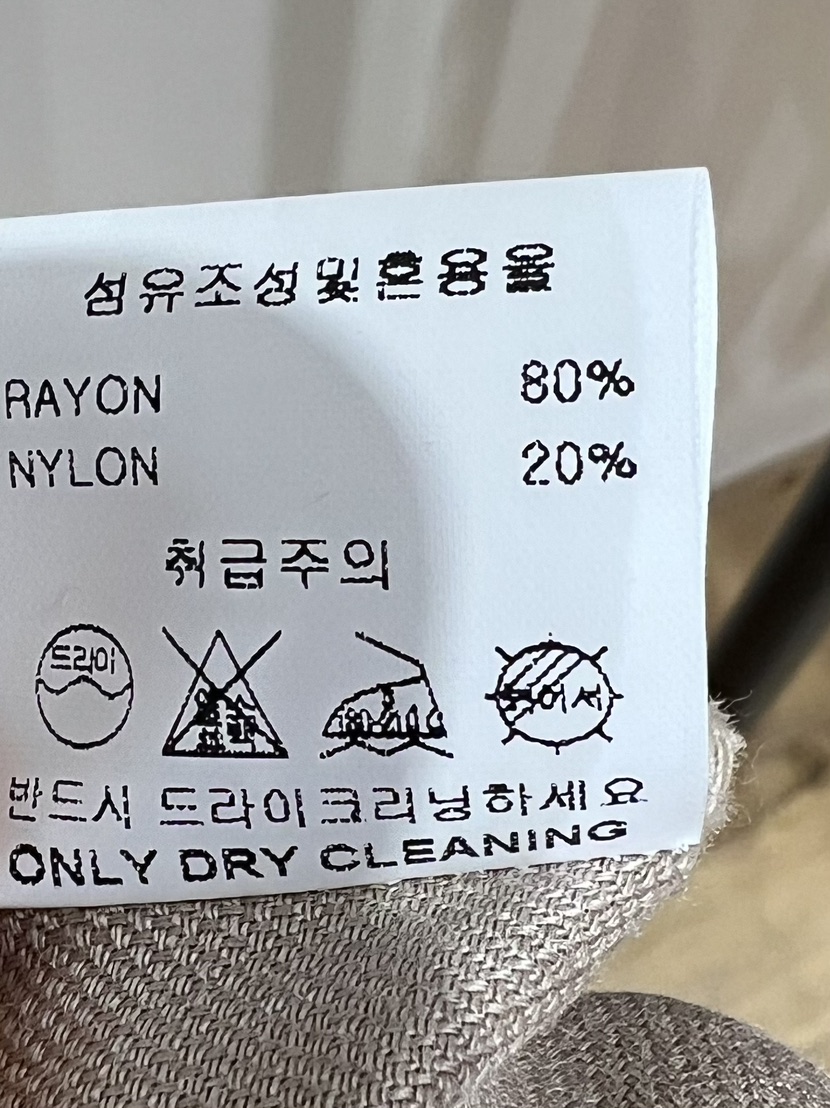 섬유조성및혼용율
RAYON 80%
NYLON 20%
취급주의
드라이
반드시 드라이크리닝하세요
ONLY DRY CLEANING